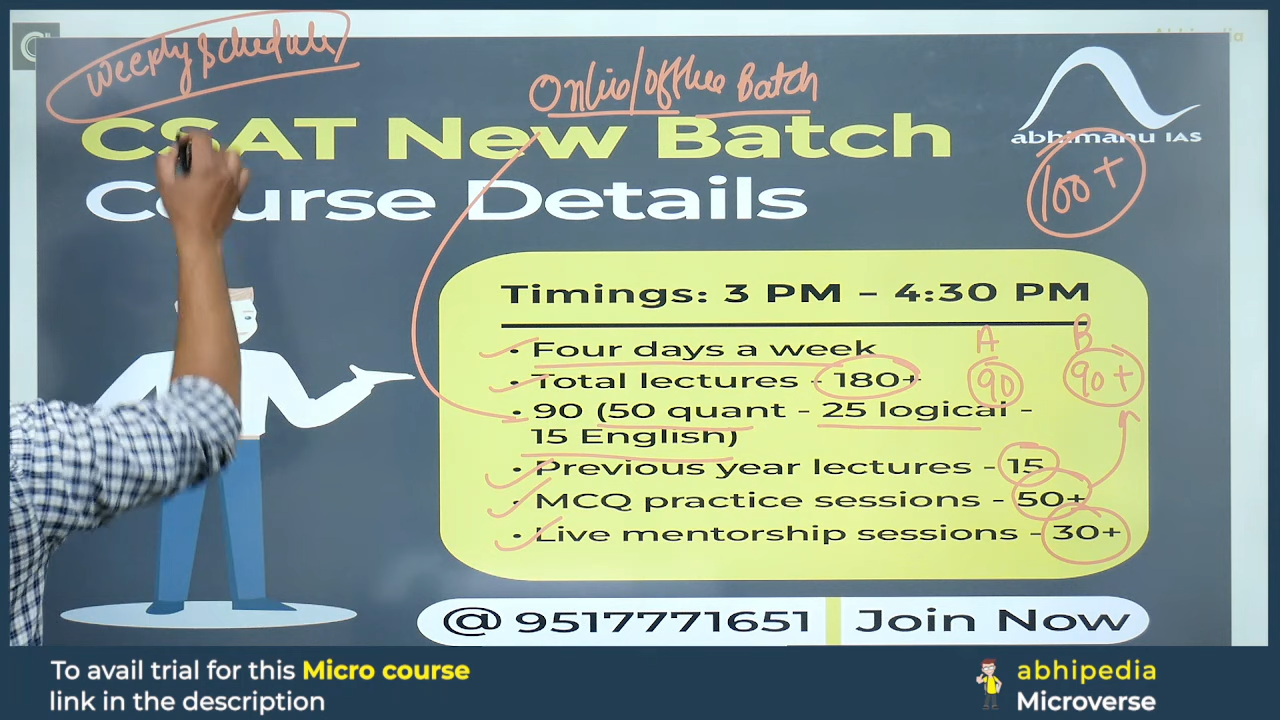 Weekly Schedule
Online/offline Batch
CSAT New Batch
Course Details
abhimanu IAS
100+
Timings: 3 PM – 4:30 PM
A B
• Four days a week
• Total lectures - 180+
90 90+
• 90 (50 quant - 25 logical -
15 English)
• Previous year lectures - 15
• MCQ practice sessions - 50+
• Live mentorship sessions - 30+
@ 9517771651 Join Now
To avail trial for this Micro course
link in the description
abhipedia
Microverse